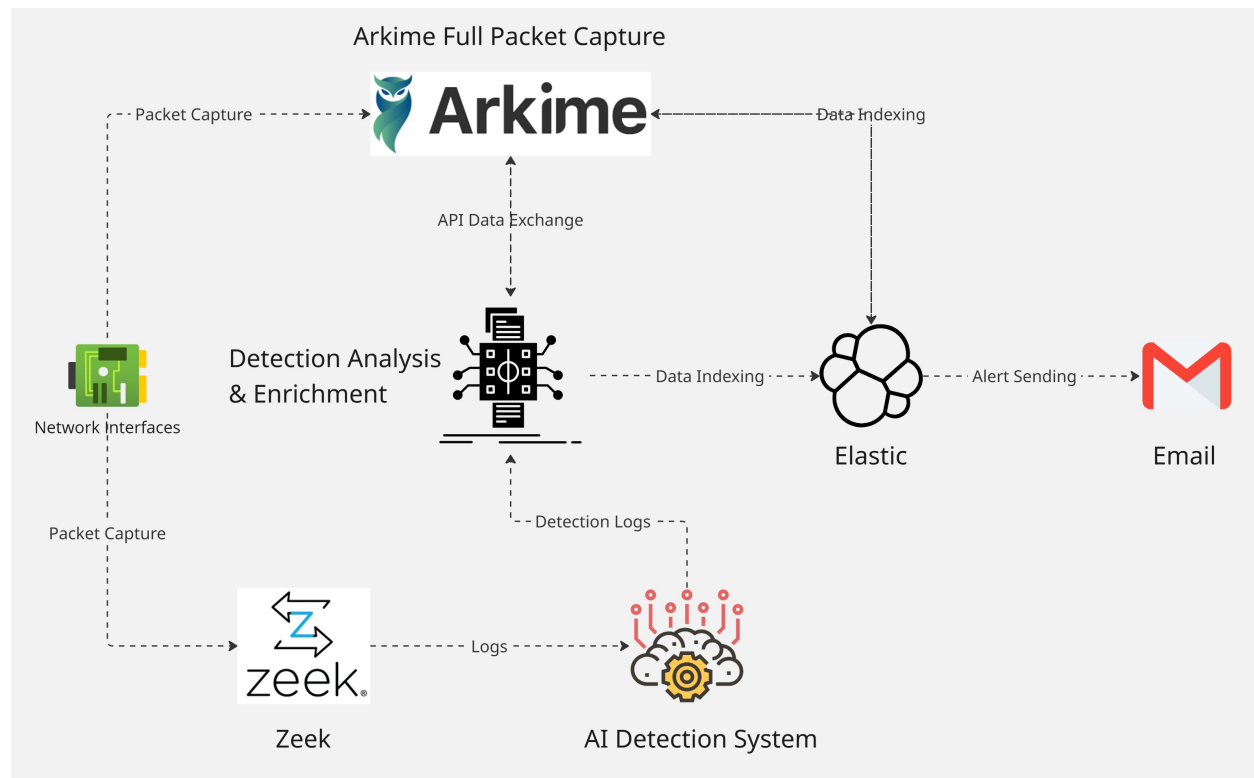 Arkime Full Packet Capture
Packet Capture
Arkime
Data Indexing
API Data Exchange
Detection Analysis
& Enrichment
Data Indexing
Alert Sending
Network Interfaces
Elastic
Email
Packet Capture
Detection Logs
Z
zeek®
Logs
Zeek
AI Detection System